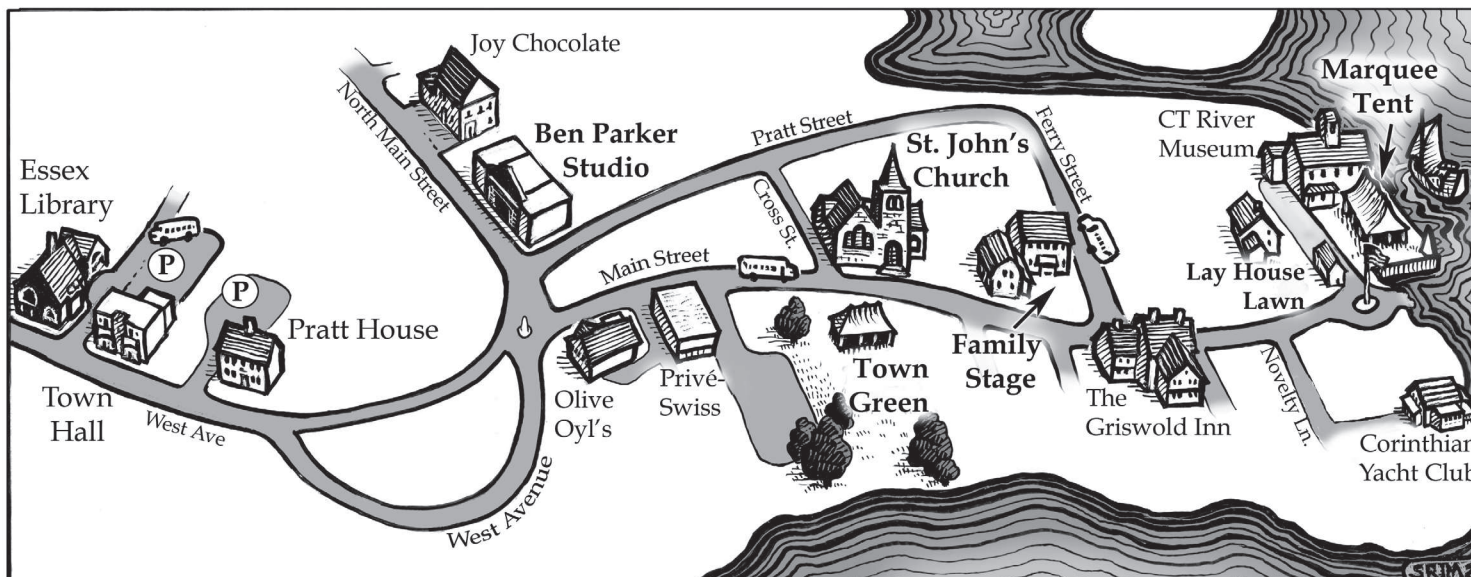 Joy Chocolate
North Main Street
Ben Parker
Studio
Pratt Street
Ferry Street
St. John's
Church
Cross St.
CT River
Museum
Marquee
Tent
Essex
Library
P
P
Main Street
Lay House
Lawn
Pratt House
Town
Hall
West Ave
Olive
Oyl's
Privé-
Swiss
Town
Green
Family
Stage
The
Griswold Inn
Novelty Ln.
Corinthian
Yacht Club
West Avenue